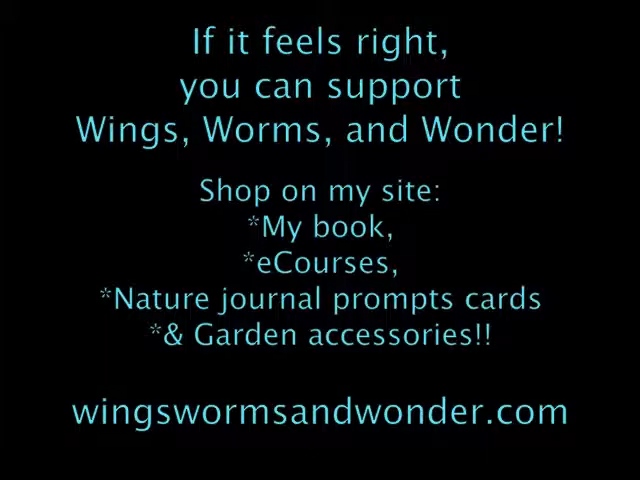 If it feels right,
you can support
Wings, Worms, and Wonder!
Shop on my site:
*My book,
*eCourses,
*Nature journal prompts cards
*& Garden accessories!!
wingswormsandwonder.com